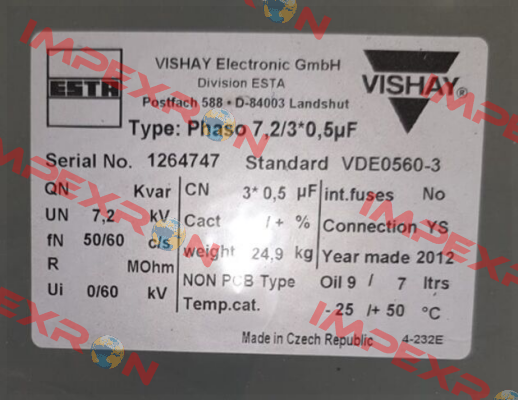 ESTA
VISHAY Electronic GmbH
Division ESTA
Postfach 588 • D-84003 Landshut
VISHAY®
Type: Phaso 7,2/3*0,5µF
Serial No. 1264747 Standard VDE0560-3
QN Kvar CN 3* 0,5 µF int.fuses No
UN 7,2 kV Cact / + % Connection YS
fN 50/60 c/s weight 24,9 kg Year made 2012
R MOhm NON PCB Type Oil 9 / 7 ltrs
Ui 0/60 kV Temp.cat. - 25 /+ 50 °C
Made in Czech Republic 4-232E
IMPEXRON
IMPEXRON
IMPEXRON
IMPEXRON